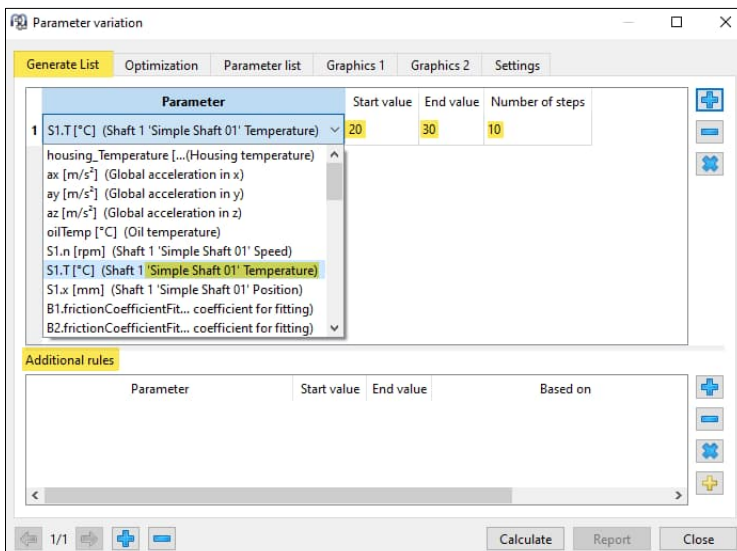 Parameter variation
Generate List Optimization Parameter list Graphics 1 Graphics 2 Settings
Parameter Start value End value Number of steps
1 S1.T [°C] (Shaft 1 'Simple Shaft 01' Temperature) 20 30 10
housing_Temperature [...(Housing temperature)
ax [m/s²] (Global acceleration in x)
ay [m/s²] (Global acceleration in y)
az [m/s²] (Global acceleration in z)
oilTemp [°C] (Oil temperature)
S1.n [rpm] (Shaft 1 'Simple Shaft 01' Speed)
S1.T [°C] (Shaft 1 'Simple Shaft 01' Temperature)
S1.x [mm] (Shaft 1 'Simple Shaft 01' Position)
B1.frictionCoefficientFit... coefficient for fitting)
B2.frictionCoefficientFit... coefficient for fitting)
Additional rules
Parameter Start value End value Based on
1/1 Calculate Report Close